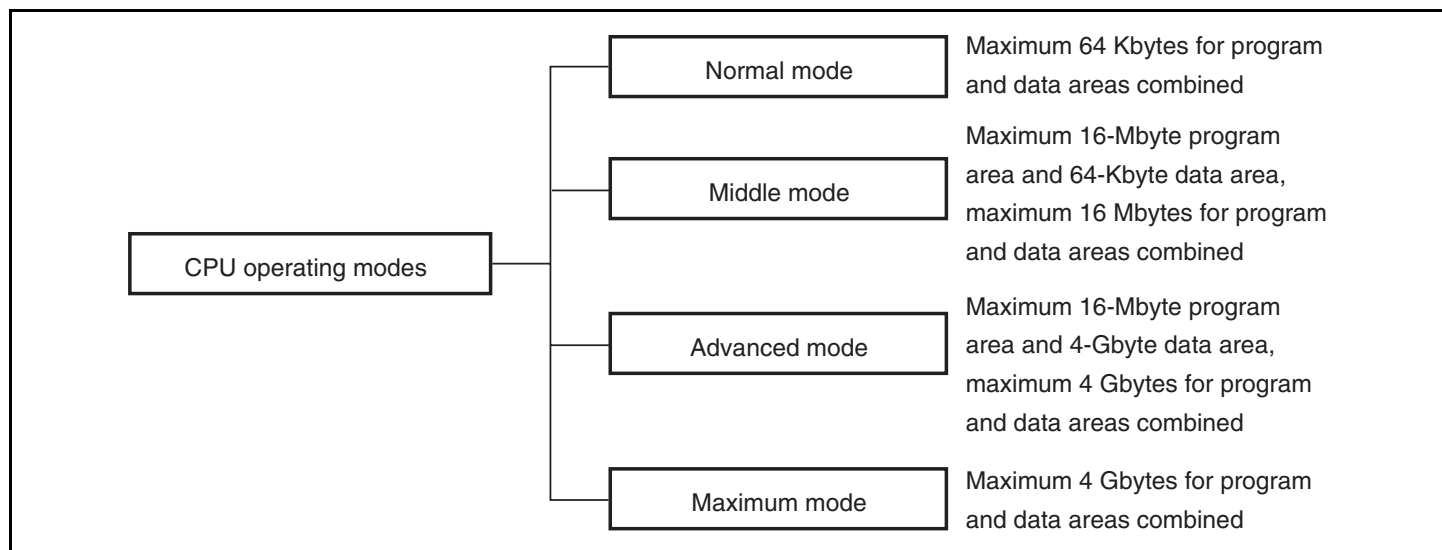 CPU operating modes
Normal mode
Maximum 64 Kbytes for program
and data areas combined
Middle mode
Maximum 16-Mbyte program
area and 64-Kbyte data area,
maximum 16 Mbytes for program
and data areas combined
Advanced mode
Maximum 16-Mbyte program
area and 4-Gbyte data area,
maximum 4 Gbytes for program
and data areas combined
Maximum mode
Maximum 4 Gbytes for program
and data areas combined